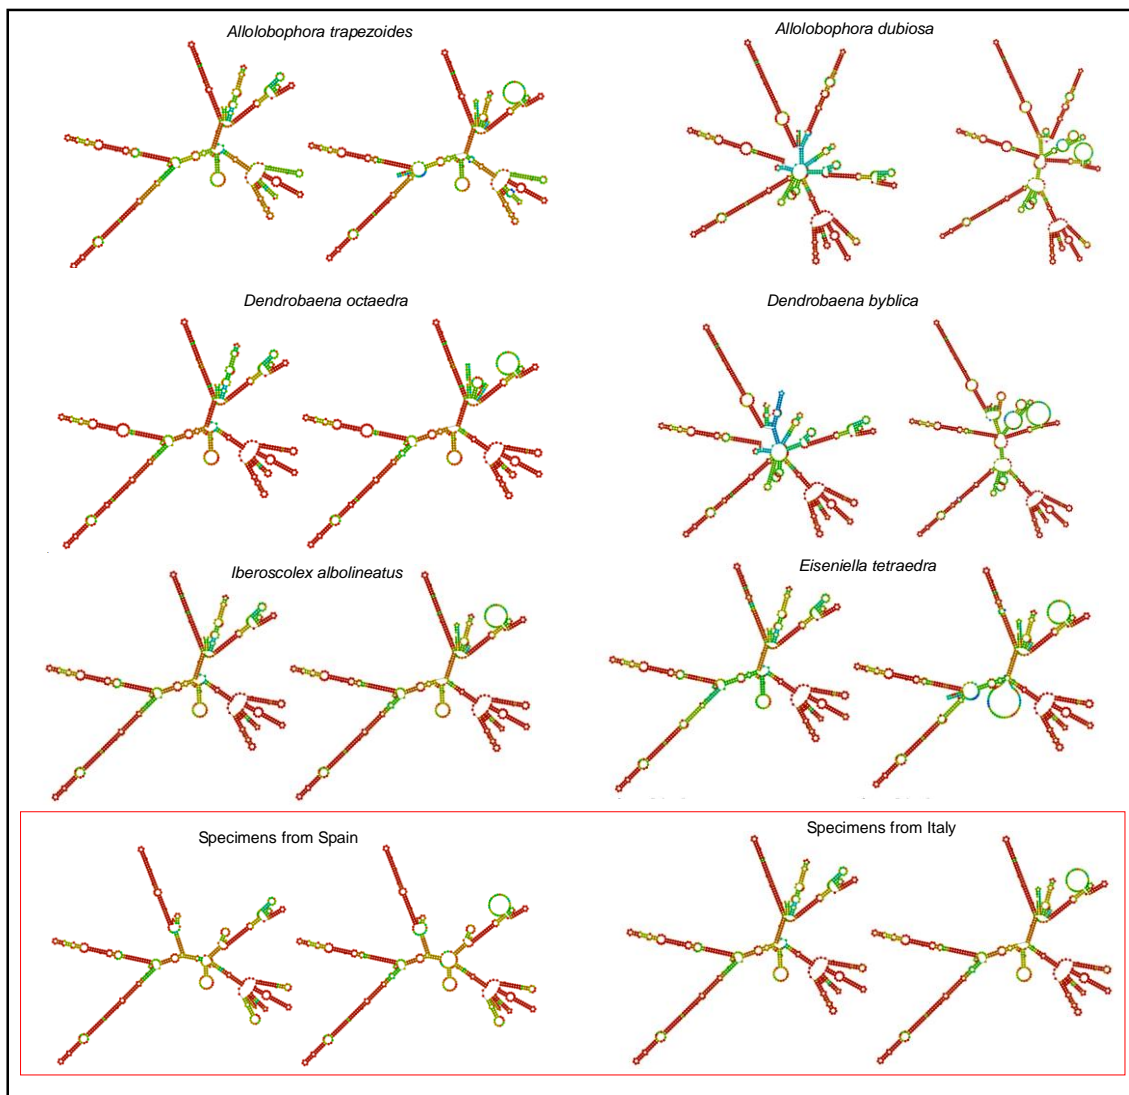 Allolobophora trapezoides
Allolobophora dubiosa
Dendrobaena octaedra
Dendrobaena byblica
Iberoscolex albolineatus
Eiseniella tetraedra
Specimens from Spain
Specimens from Italy